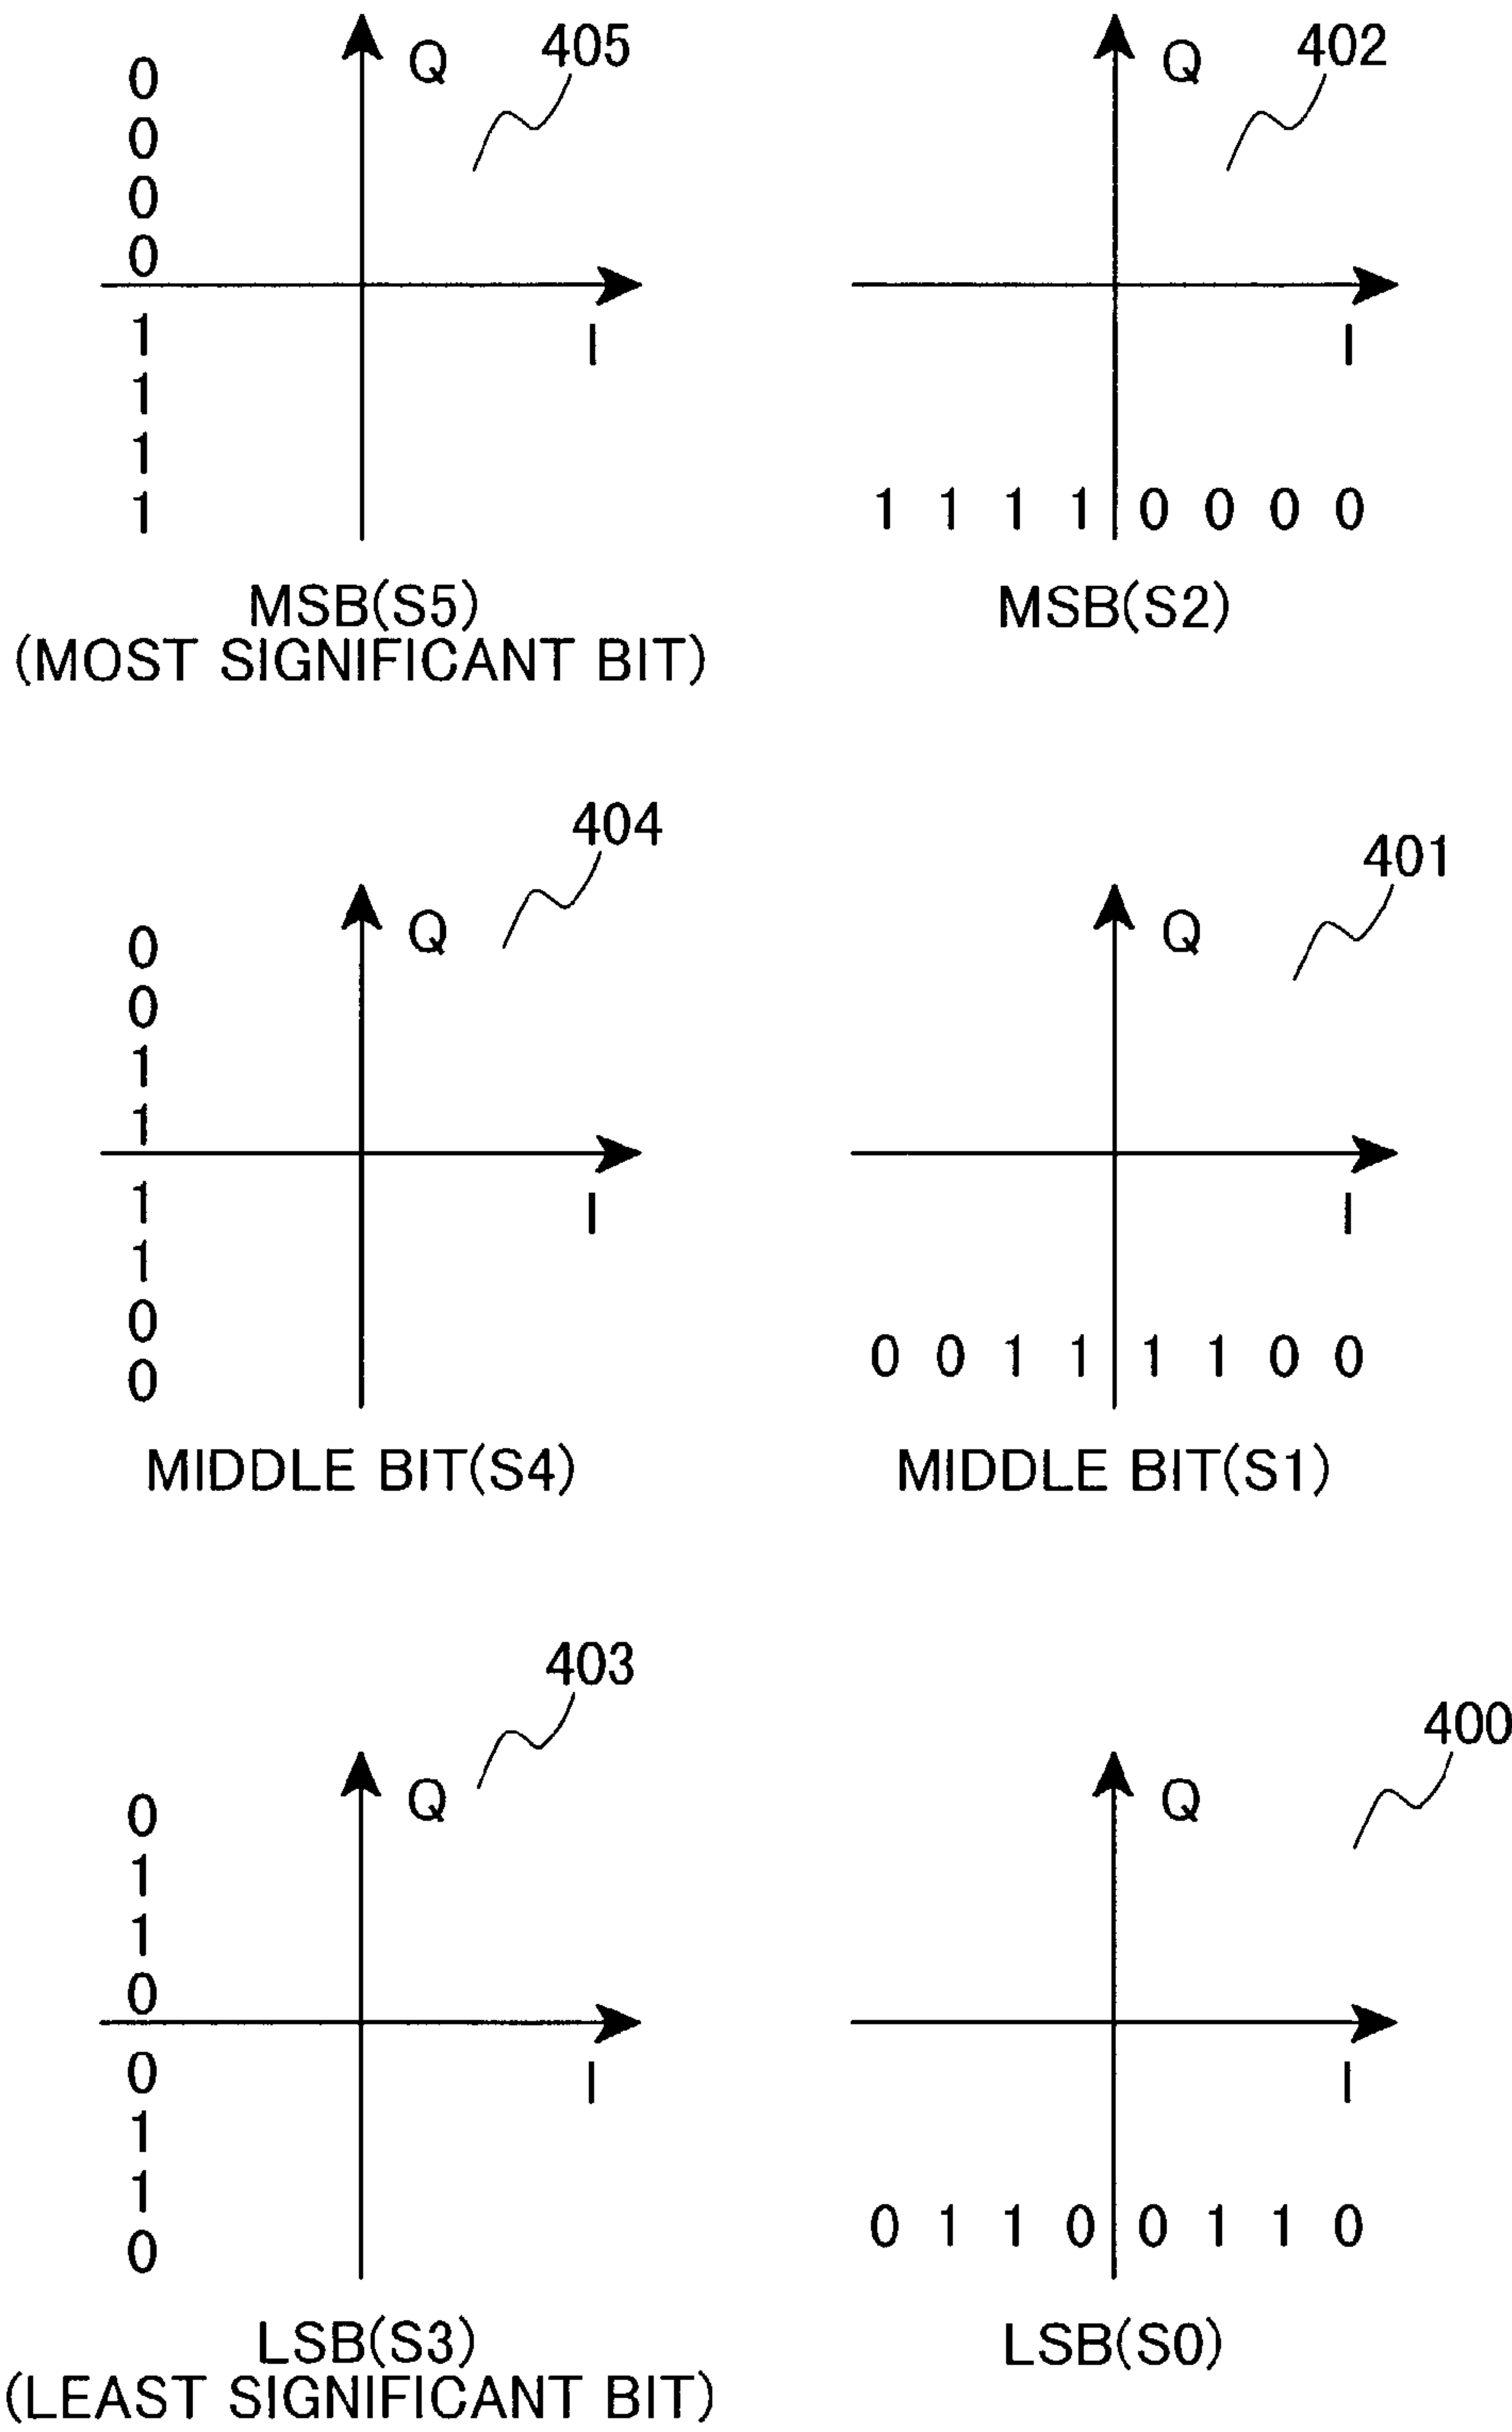 405
Q
0
0
0
0
I
1
1
1
1
MSB(S5)
(MOST SIGNIFICANT BIT)
402
Q
I
1 1 1 1 0 0 0 0
MSB(S2)
404
Q
0
0
1
1
I
1
1
0
0
MIDDLE BIT(S4)
401
Q
I
0 0 1 1 1 1 0 0
MIDDLE BIT(S1)
403
Q
0
1
1
0
I
0
1
1
0
LSB(S3)
(LEAST SIGNIFICANT BIT)
400
Q
I
0 1 1 0 0 1 1 0
LSB(S0)